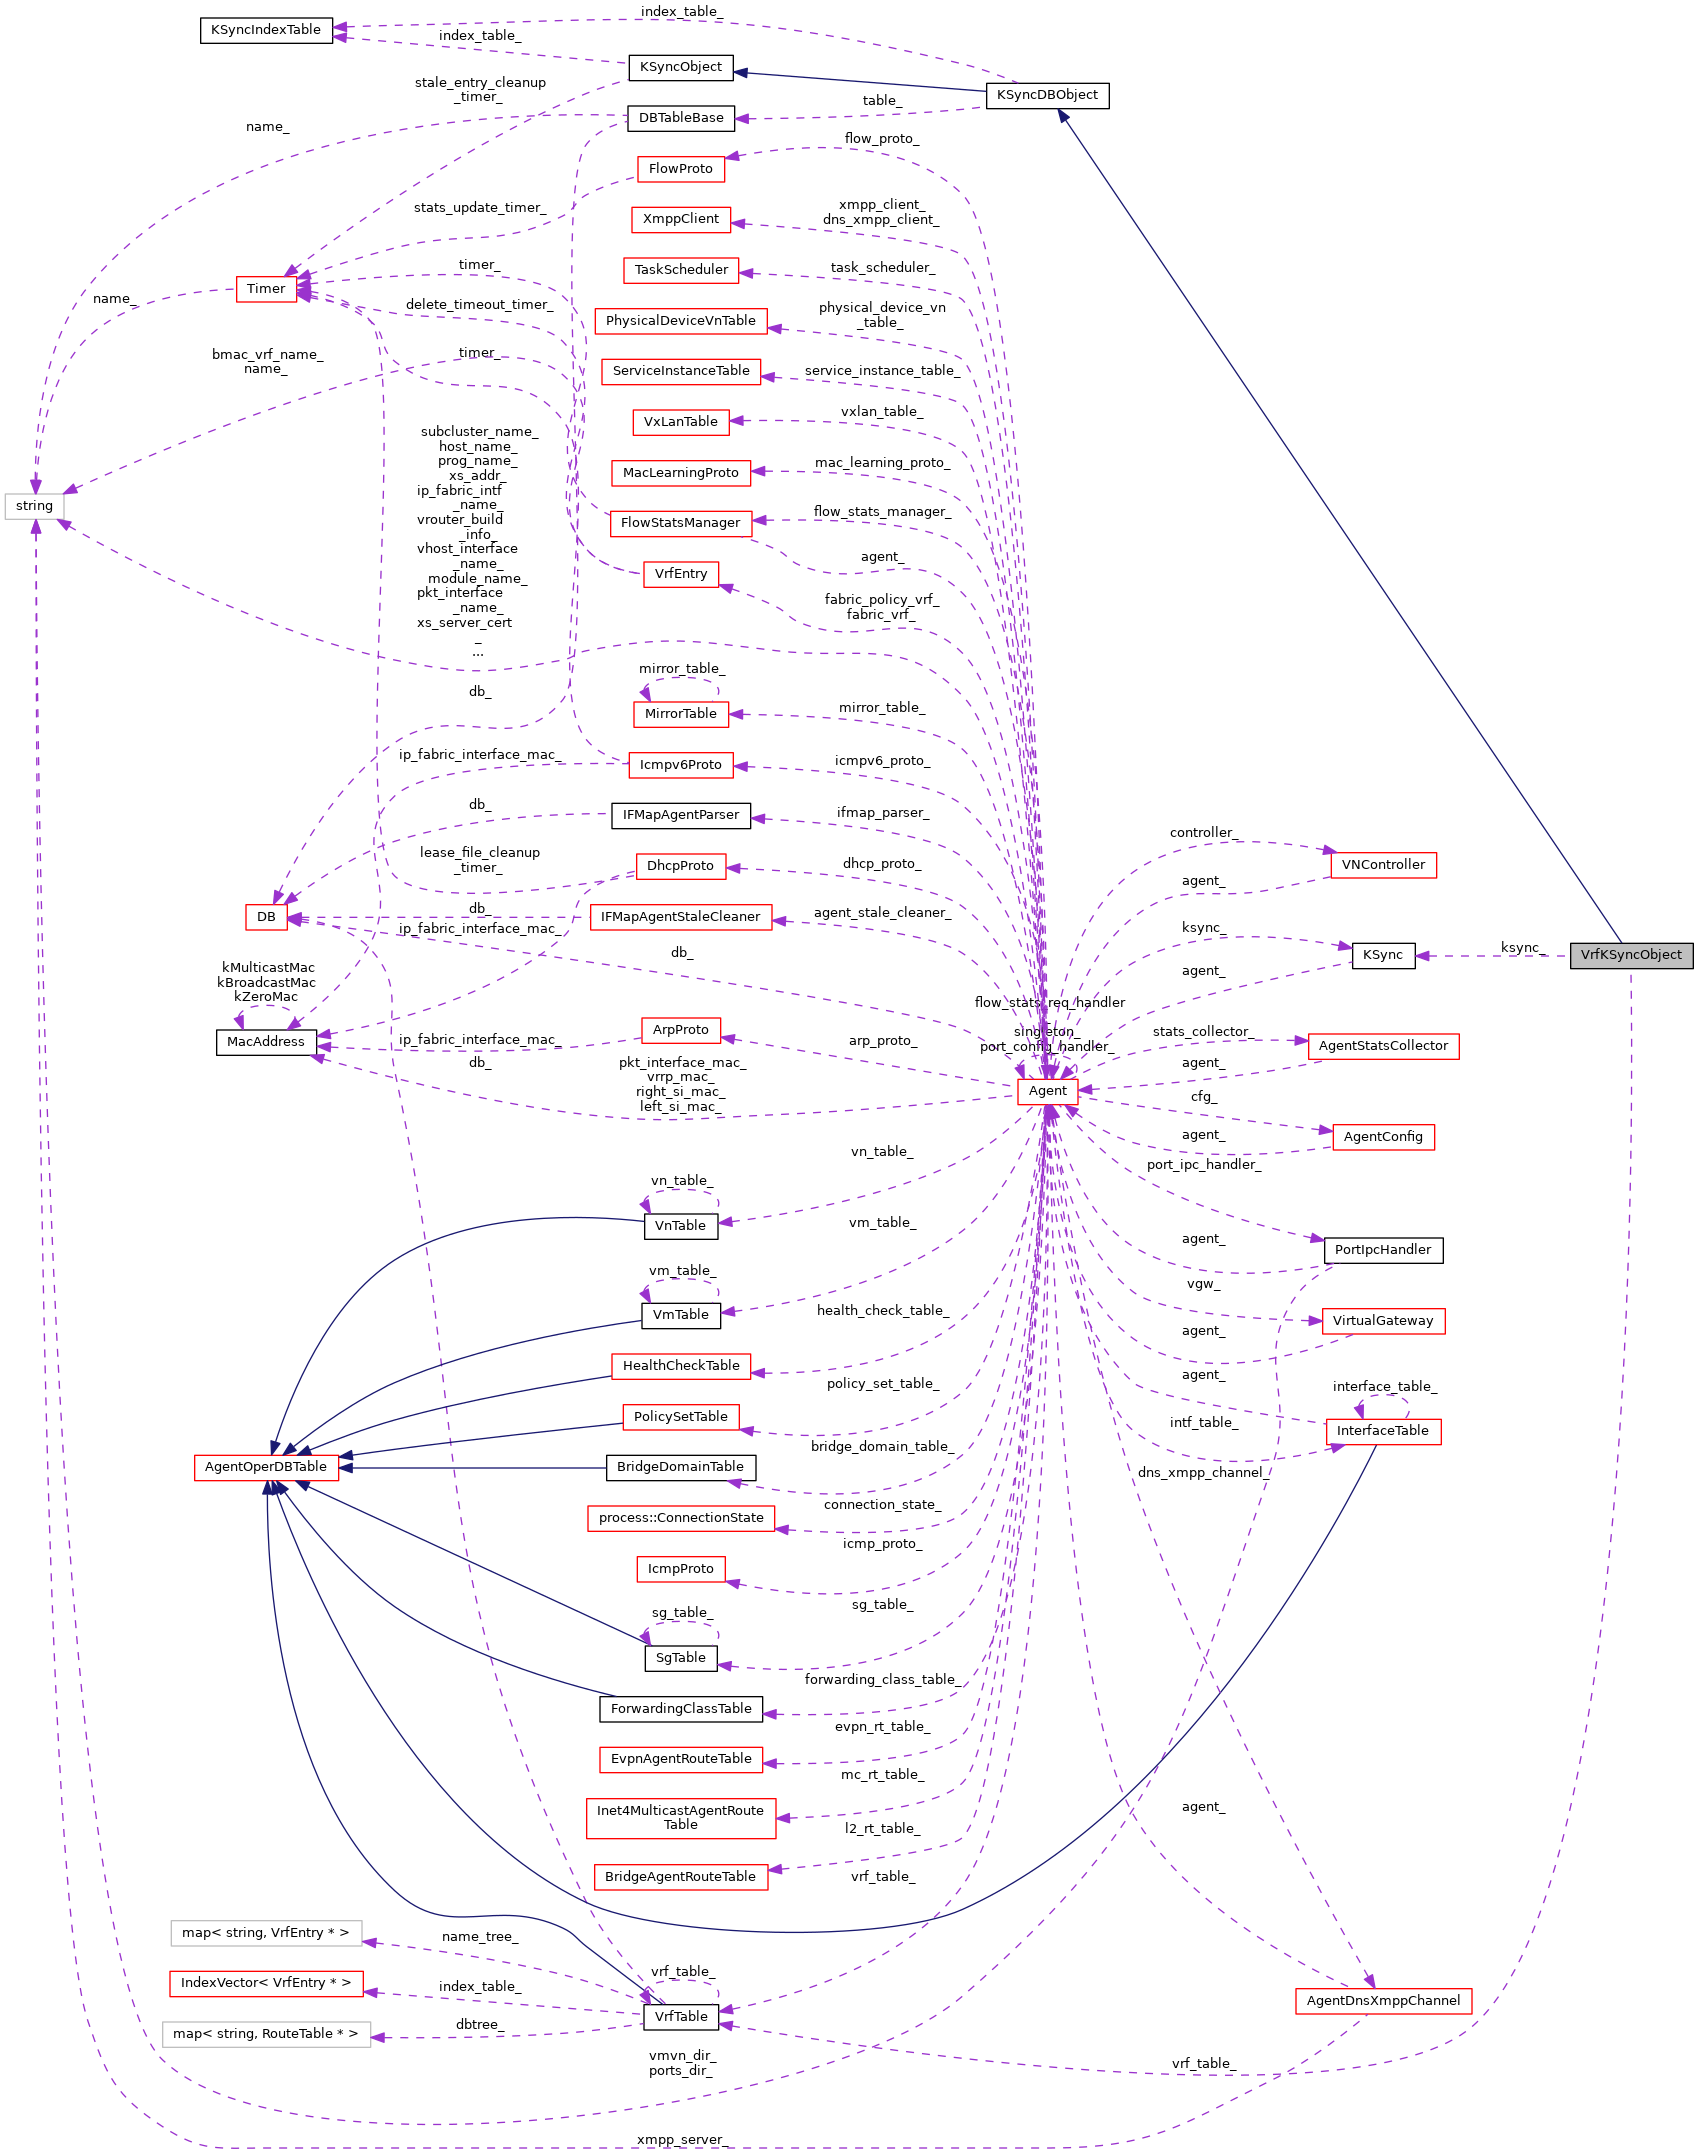 index_table_
KSyncIndexTable
index_table_
KSyncObject
KSyncDBObject
stale_entry_cleanup
_timer_
table_
DBTableBase
name_
flow_proto_
FlowProto
stats_update_timer_
xmpp_client_
dns_xmpp_client_
XmppClient
timer_
task_scheduler_
TaskScheduler
Timer
name_
delete_timeout_timer_
physical_device_vn
_table_
PhysicalDeviceVnTable
bmac_vrf_name_
name_
timer_
service_instance_table_
ServiceInstanceTable
vxlan_table_
VxLanTable
subcluster_name_
host_name_
prog_name_
xs_addr_
ip_fabric_intf
_name_
vrouter_build
_info_
vhost_interface
_name_
module_name_
pkt_interface
_name_
xs_server_cert
_
...
mac_learning_proto_
MacLearningProto
string
flow_stats_manager_
FlowStatsManager
agent_
VrfEntry
fabric_policy_vrf_
fabric_vrf_
mirror_table_
db_
MirrorTable
mirror_table_
ip_fabric_interface_mac_
Icmpv6Proto
icmpv6_proto_
db_
IFMapAgentParser
ifmap_parser_
controller_
VNController
agent_
lease_file_cleanup
_timer_
DhcpProto
dhcp_proto_
DB
db_
IFMapAgentStaleCleaner
agent_stale_cleaner_
ip_fabric_interface_mac_
db_
ksync_
KSync
agent_
ksync_
VrfKSyncObject
kMulticastMac
kBroadcastMac
kZeroMac
MacAddress
ip_fabric_interface_mac_
ArpProto
arp_proto_
flow_stats_req_handler
_
singleton_
port_config_handler_
stats_collector_
AgentStatsCollector
agent_
db_
pkt_interface_mac_
vrrp_mac_
right_si_mac_
left_si_mac_
Agent
cfg_
AgentConfig
agent_
vn_table_
port_ipc_handler_
vn_table_
VnTable
vm_table_
agent_
PortIpcHandler
vm_table_
VmTable
vgw_
health_check_table_
VirtualGateway
agent_
HealthCheckTable
agent_
interface_table_
policy_set_table_
PolicySetTable
intf_table_
InterfaceTable
AgentOperDBTable
BridgeDomainTable
bridge_domain_table_
dns_xmpp_channel_
connection_state_
process::ConnectionState
icmp_proto_
IcmpProto
sg_table_
sg_table_
SgTable
forwarding_class_table_
ForwardingClassTable
evpn_rt_table_
EvpnAgentRouteTable
mc_rt_table_
Inet4MulticastAgentRoute
Table
agent_
l2_rt_table_
BridgeAgentRouteTable
vrf_table_
map< string, VrfEntry * >
name_tree_
IndexVector< VrfEntry * >
index_table_
vrf_table_
VrfTable
AgentDnsXmppChannel
map< string, RouteTable * >
dbtree_
vmvn_dir_
ports_dir_
vrf_table_
xmpp_server_